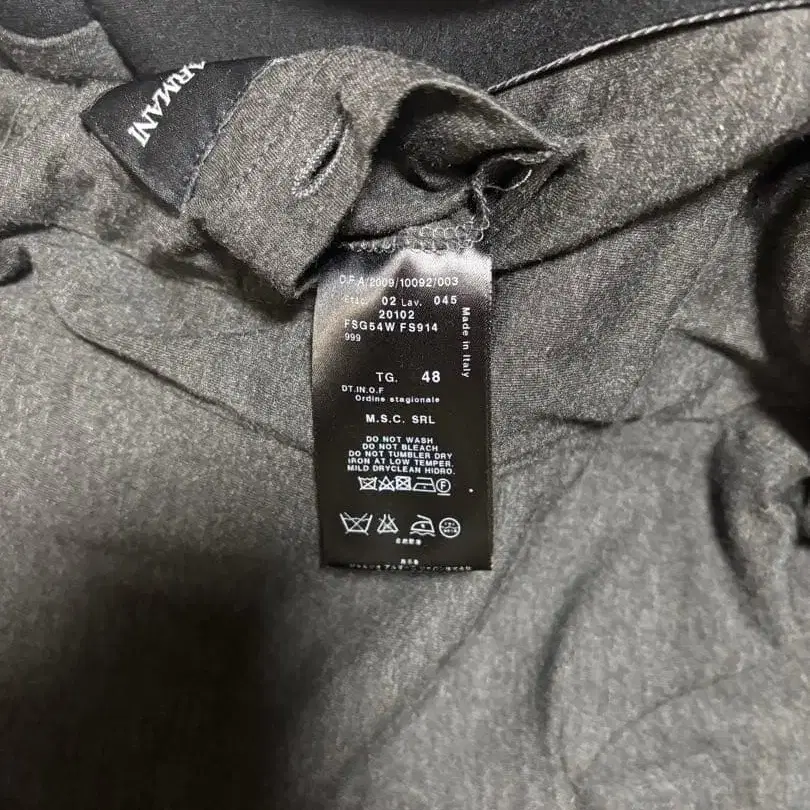 ARMANI
O.F.A/2009/10092/003
Etic. 02 Lav. 045
20102
FSG54W FS914
999
Made in Italy
TG. 48
DT.IN.O.F
Ordine stagionale
M.S.C. SRL
DO NOT WASH
DO NOT BLEACH
DO NOT TUMBLER DRY
IRON AT LOW TEMPER.
MILD DRYCLEAN HIDRO.
F